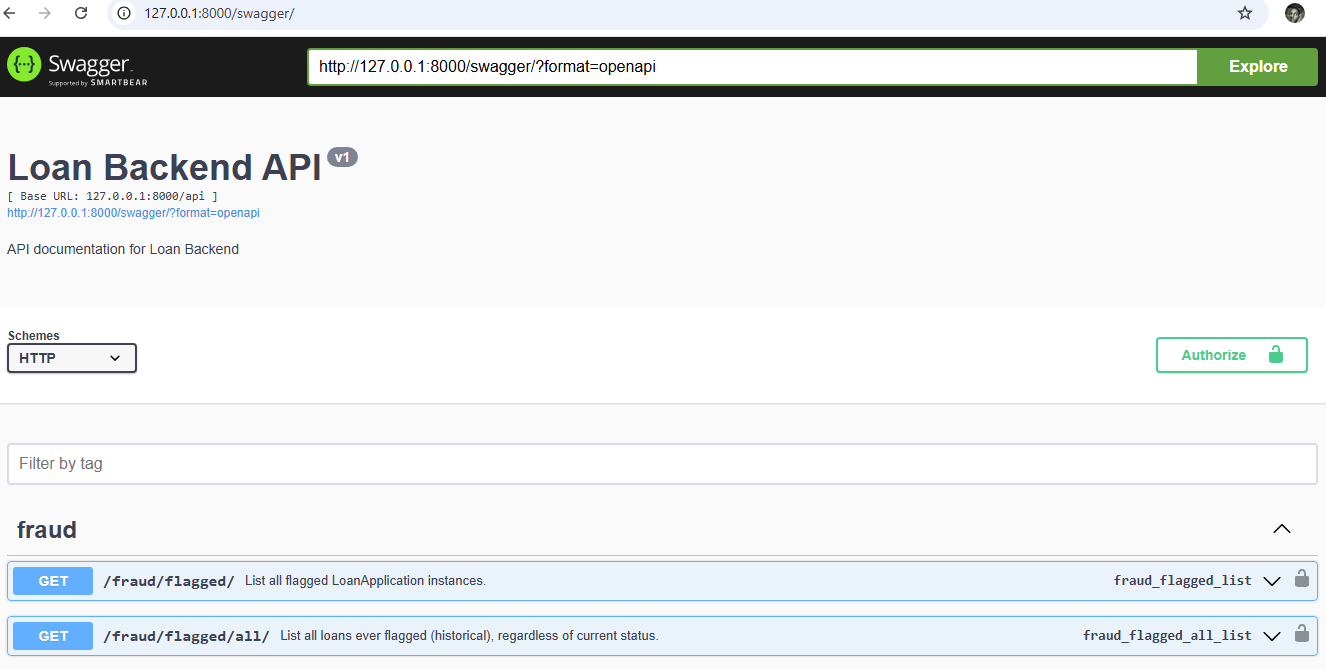 127.0.0.1:8000/swagger/
{···} Swagger
Supported by SMARTBEAR
http://127.0.0.1:8000/swagger/?format=openapi
Explore
Loan Backend API v1
[ Base URL: 127.0.0.1:8000/api ]
http://127.0.0.1:8000/swagger/?format=openapi
API documentation for Loan Backend
Schemes
HTTP
Authorize
Filter by tag
fraud
GET /fraud/flagged/ List all flagged LoanApplication instances. fraud_flagged_list
GET /fraud/flagged/all/ List all loans ever flagged (historical), regardless of current status. fraud_flagged_all_list